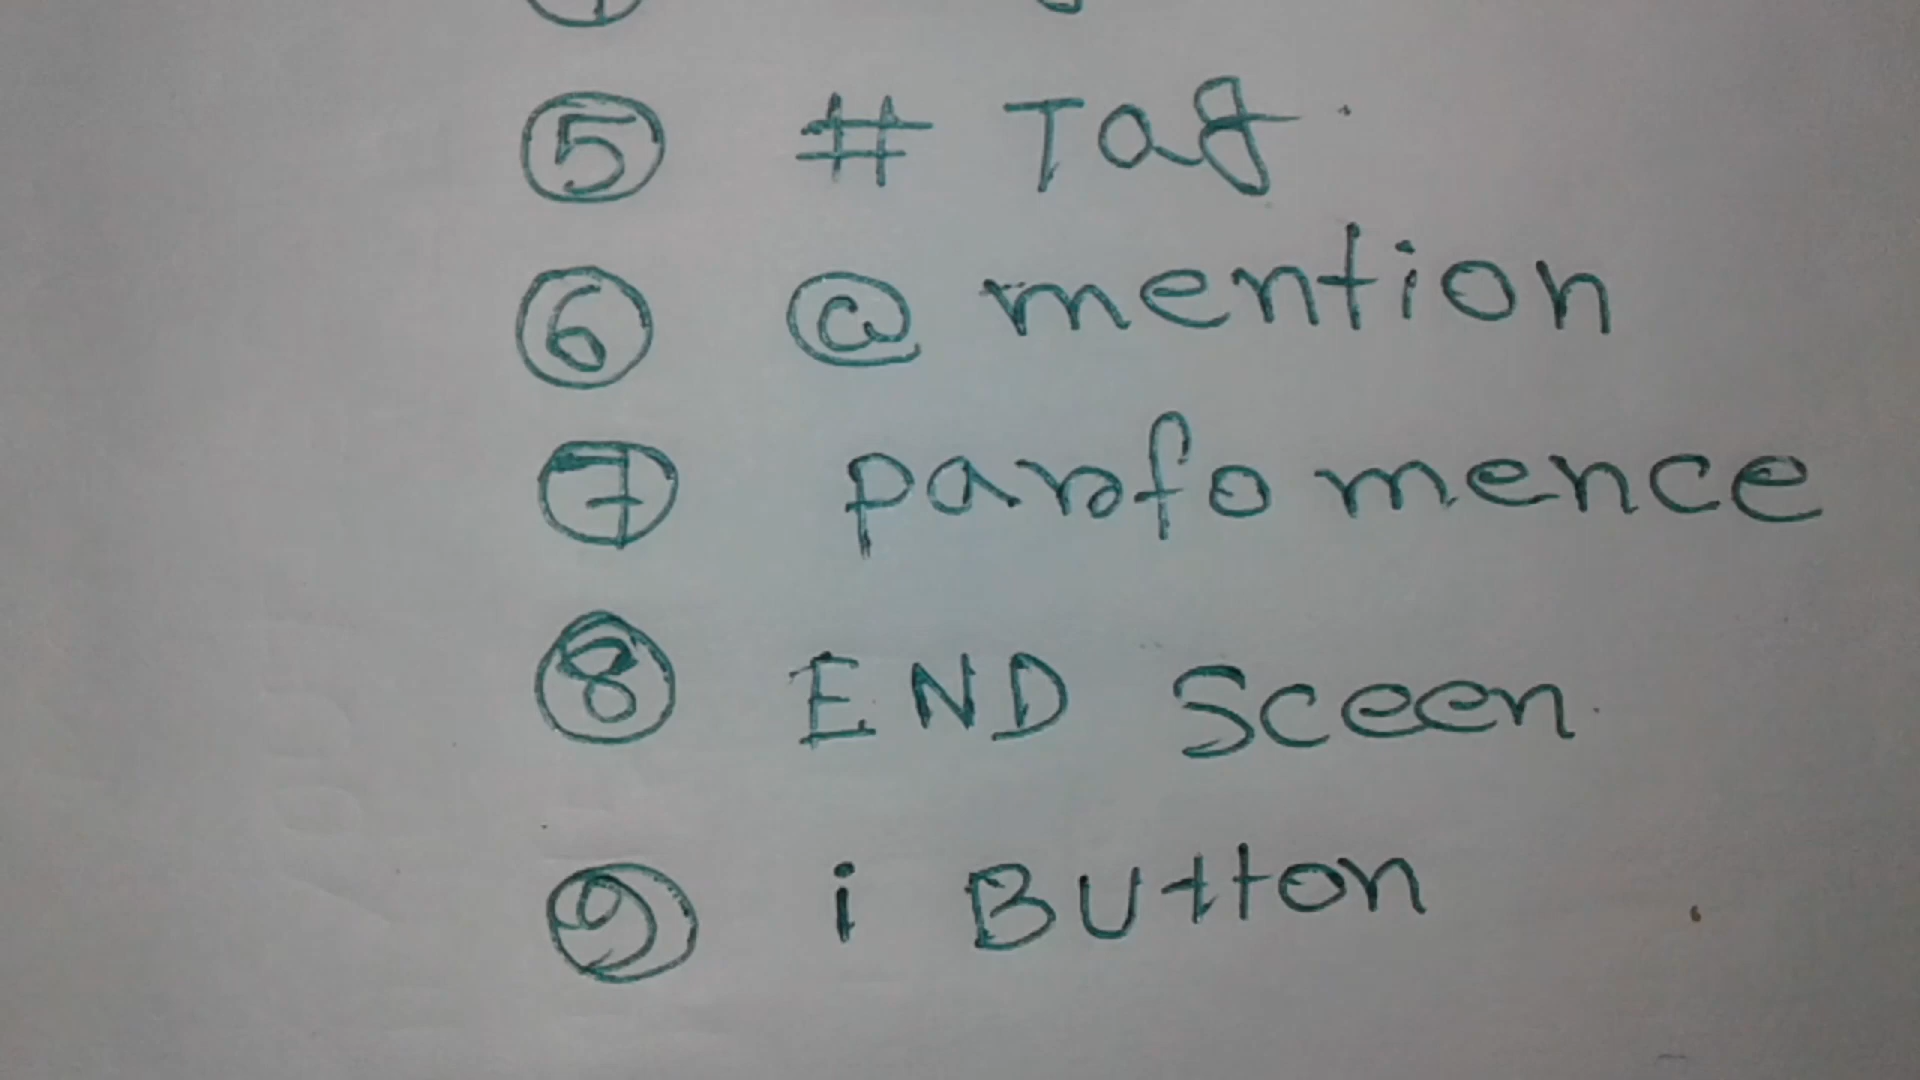 5 # Tag
6 @ mention
7 parfomence
8 END Sceen
9 i BUtton